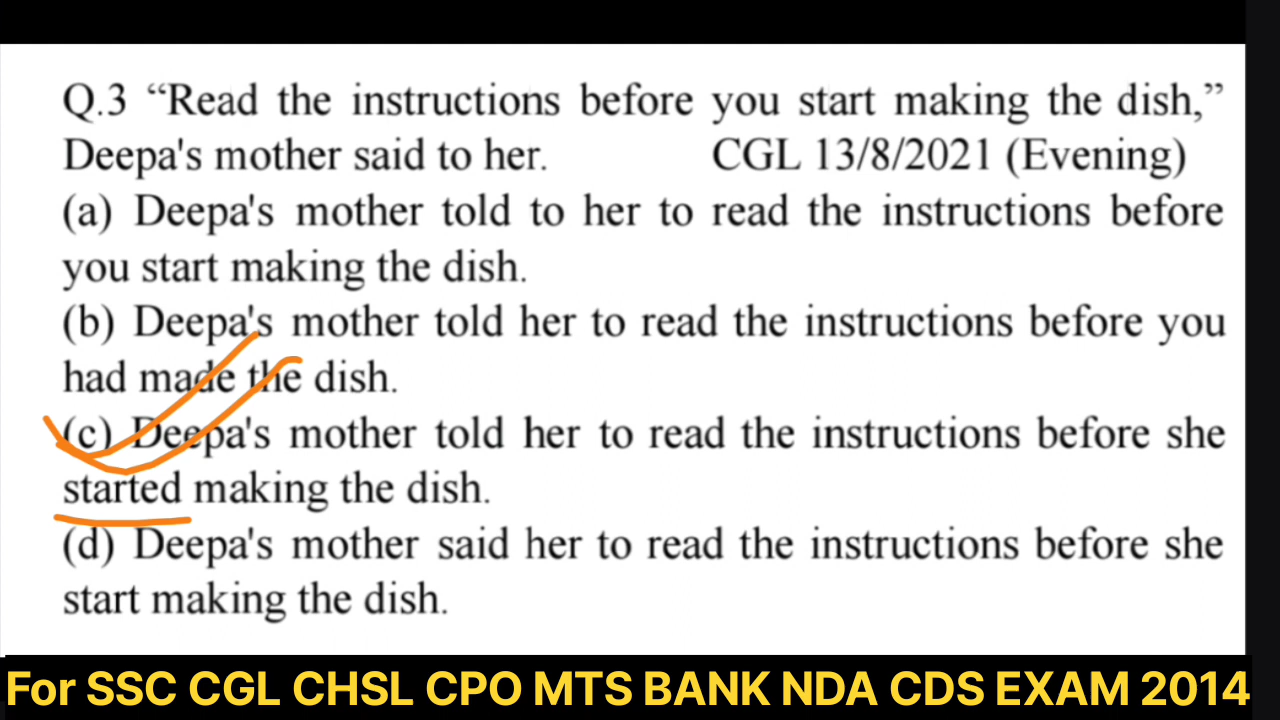 Q.3 “Read the instructions before you start making the dish,”
Deepa's mother said to her. CGL 13/8/2021 (Evening)
(a) Deepa's mother told to her to read the instructions before
you start making the dish.
(b) Deepa's mother told her to read the instructions before you
had made the dish.
(c) Deepa's mother told her to read the instructions before she
started making the dish.
(d) Deepa's mother said her to read the instructions before she
start making the dish.
For SSC CGL CHSL CPO MTS BANK NDA CDS EXAM 2014